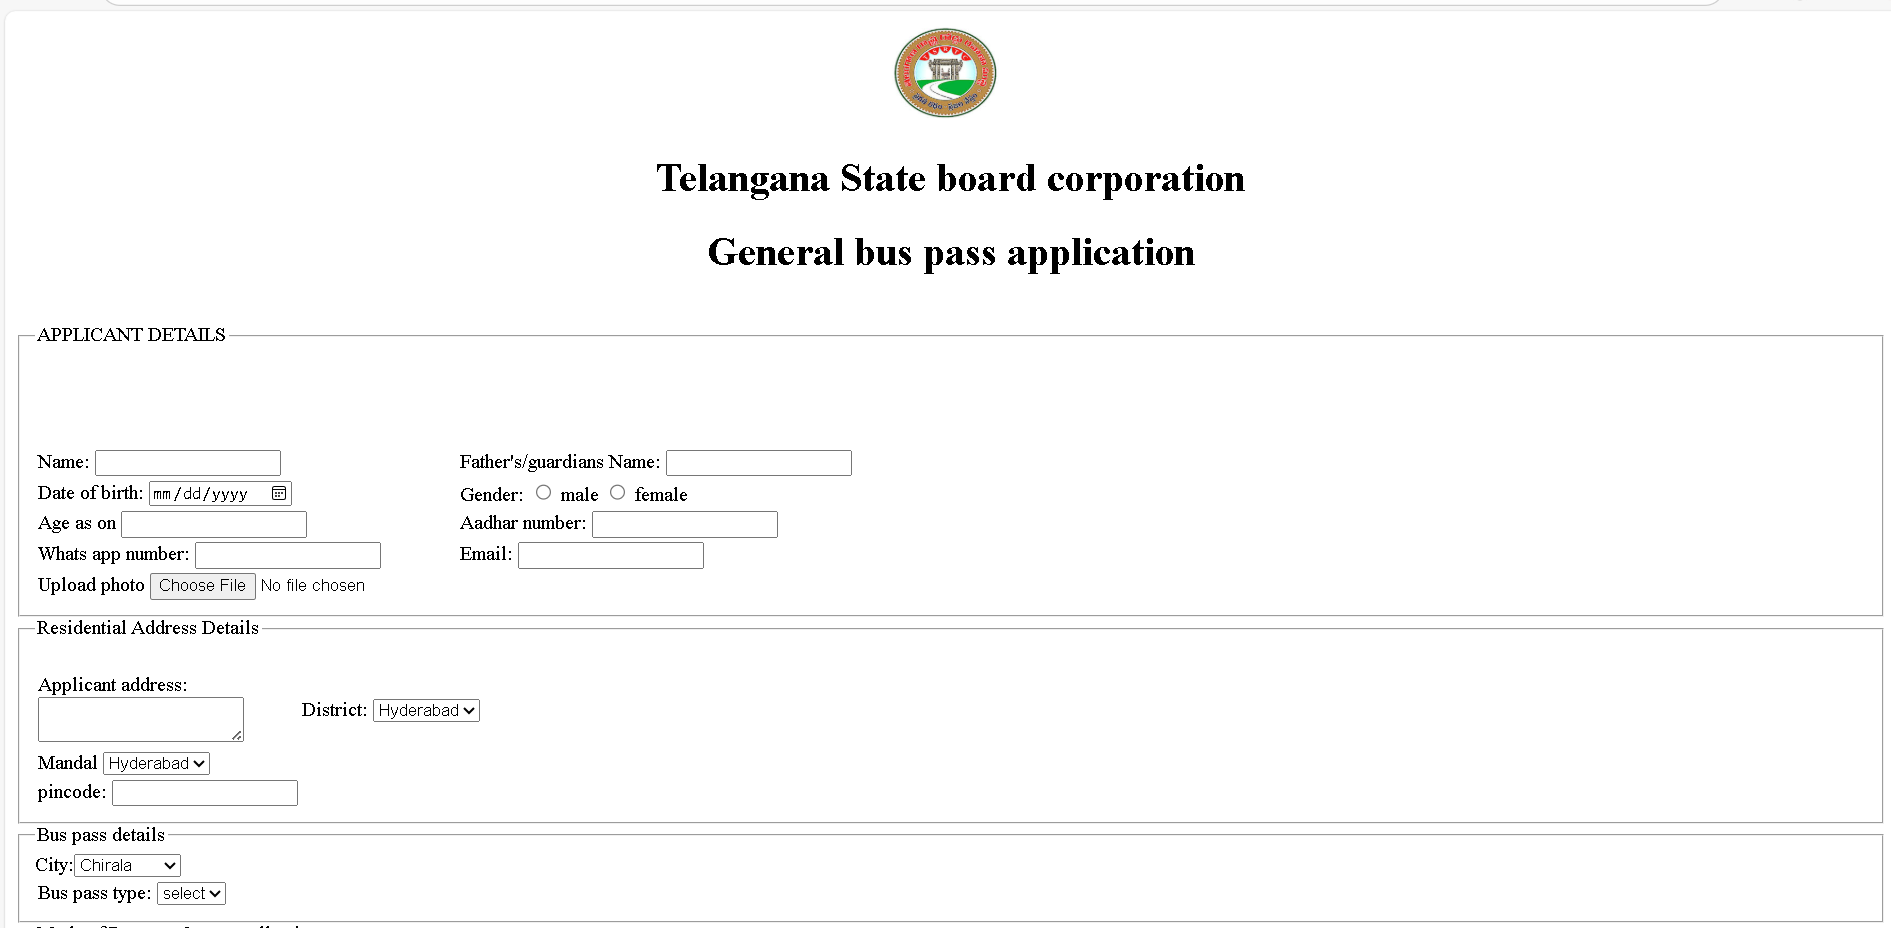 Telangana State board corporation
General bus pass application
APPLICANT DETAILS
Name: Father's/guardians Name:
Date of birth: mm/dd/yyyy Gender: male female
Age as on Aadhar number:
Whats app number: Email:
Upload photo Choose File No file chosen
Residential Address Details
Applicant address:
District: Hyderabad
Mandal Hyderabad
pincode:
Bus pass details
City: Chirala
Bus pass type: select